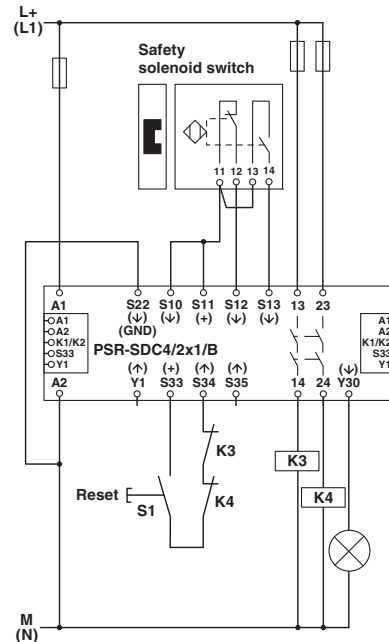 L+
(L1)
Safety
solenoid switch
11 12 13 14
A1 S22 S10 S11 S12 S13 13 23
(↓) (↓) (+) (↓) (↓)
(GND)
A1
A2
K1/K2
S33
Y1
PSR-SDC4/2x1/B
A1
A2
K1/K2
S33
Y1
(↑) (+) (↑) (↑) (↓)
A2 Y1 S33 S34 S35 14 24 Y30
K3
K3
K4
K4
Reset
S1
M
(N)